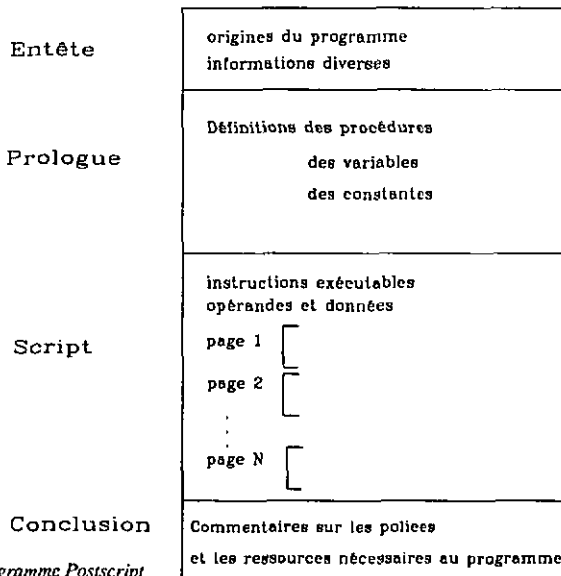 Entête
origines du programme
informations diverses
Prologue
Définitions des procédures
des variables
des constantes
Script
instructions exécutables
opérandes et données
page 1
page 2
page N
Conclusion
Commentaires sur les polices
et les ressources nécessaires au programme
Postscript